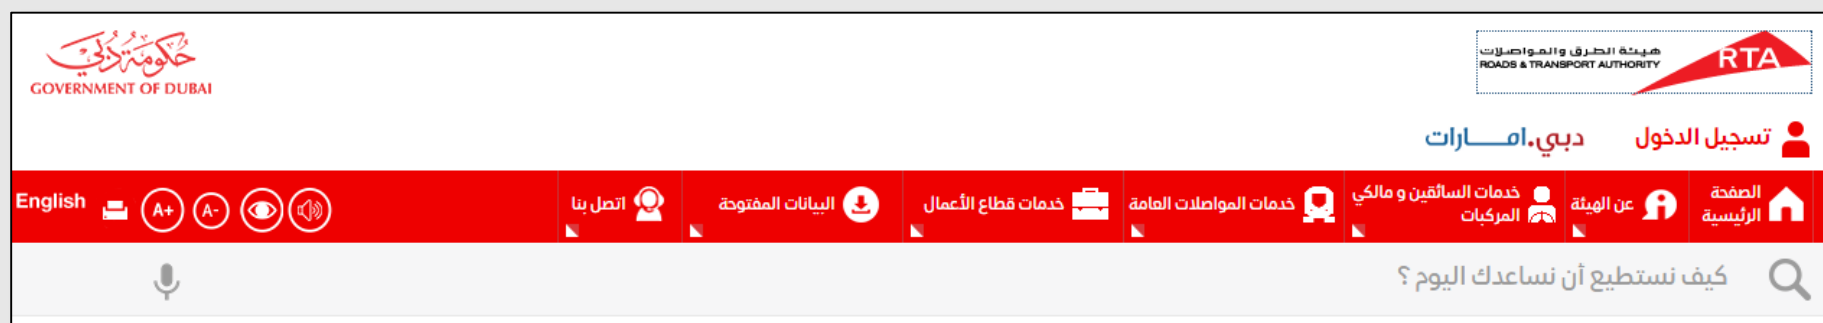 هيئة الطرق والمواصلات
ROADS & TRANSPORT AUTHORITY
RTA
حكومة دبي
GOVERNMENT OF DUBAI
تسجيل الدخول
دبي.امــــارات
الصفحة
الرئيسية
عن الهيئة
خدمات السائقين و مالكي
المركبات
خدمات المواصلات العامة
خدمات قطاع الأعمال
البيانات المفتوحة
اتصل بنا
A-
A+
English
كيف نستطيع أن نساعدك اليوم ؟